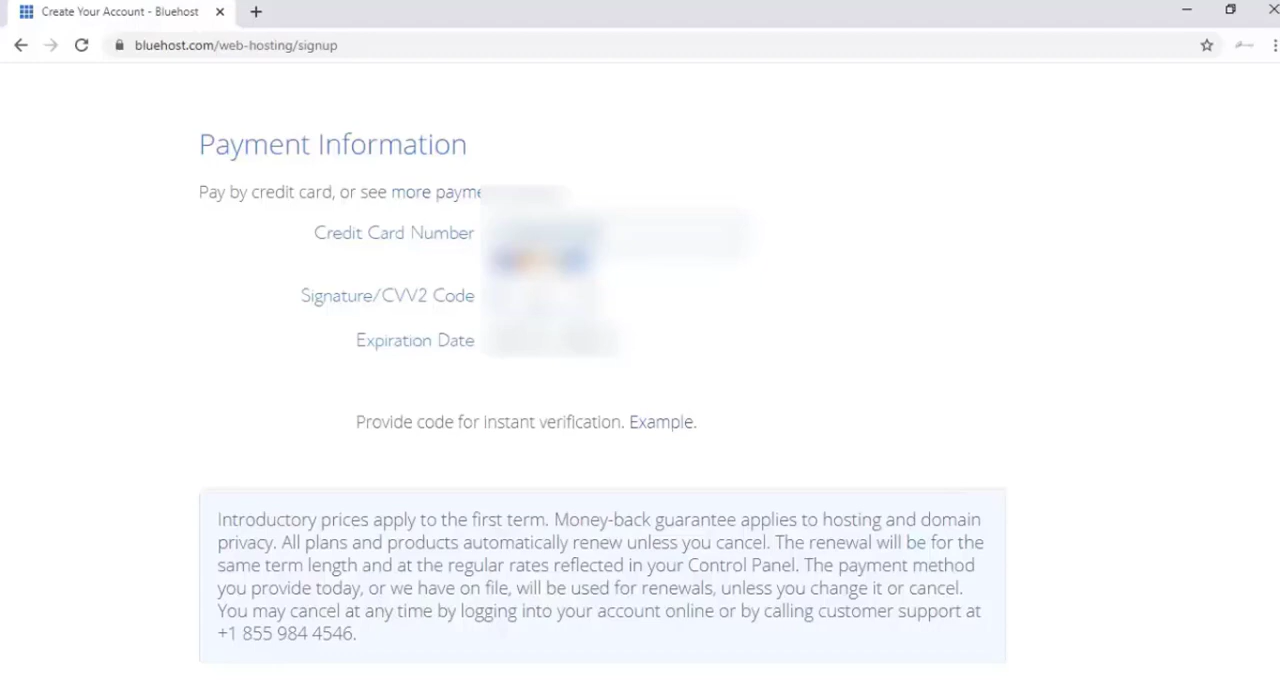 Create Your Account - Bluehost
bluehost.com/web-hosting/signup
Payment Information
Pay by credit card, or see more payme
Credit Card Number
Signature/CVV2 Code
Expiration Date
Provide code for instant verification. Example.
Introductory prices apply to the first term. Money-back guarantee applies to hosting and domain
privacy. All plans and products automatically renew unless you cancel. The renewal will be for the
same term length and at the regular rates reflected in your Control Panel. The payment method
you provide today, or we have on file, will be used for renewals, unless you change it or cancel.
You may cancel at any time by logging into your account online or by calling customer support at
+1 855 984 4546.